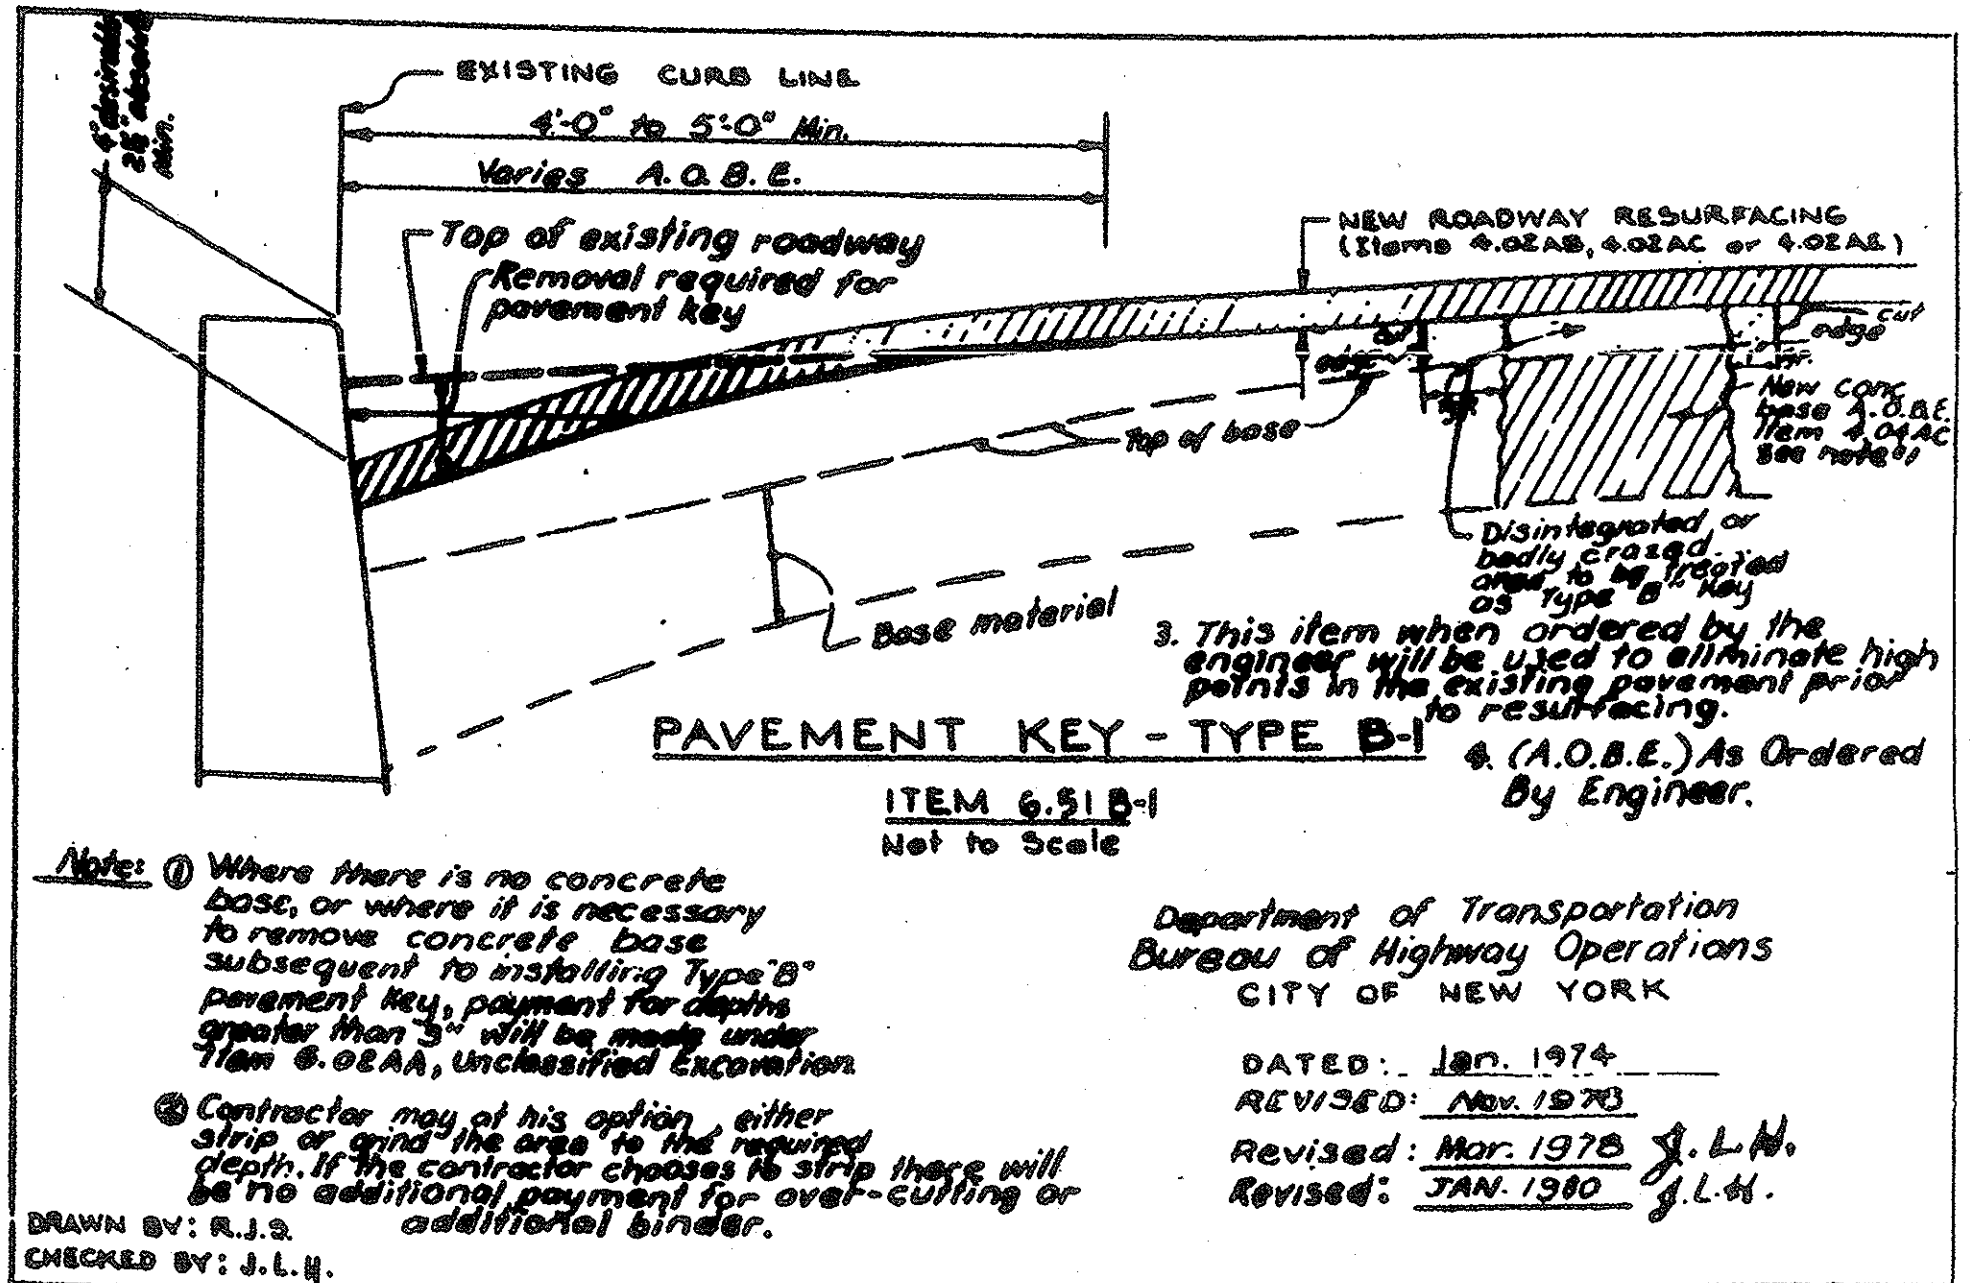 4" desirable
absolute
Min.
EXISTING CURB LINE
4'-0" to 5'-0" Min.
Varies A.O.B.E.
Top of existing roadway
Removal required for
pavement key
NEW ROADWAY RESURFACING
(Items 4.02AB, 4.02AC or 4.02AE)
cut
edge
cut
edge
Top of base
New conc.
base A.O.B.E.
Item 4.04AC
see note 1
Disintegrated or
badly crazed
area to be treated
as Type "B" Key
Base material
3. This item when ordered by the
engineer will be used to eliminate high
points in the existing pavement prior
to resurfacing.
PAVEMENT KEY - TYPE B-1
4. (A.O.B.E.) As Ordered
By Engineer.
ITEM 6.51 B-1
Not to Scale
Note: ① Where there is no concrete
base, or where it is necessary
to remove concrete base
subsequent to installing Type "B"
pavement key, payment for depths
greater than 3" will be made under
Item 6.02AA, Unclassified Excavation
② Contractor may at his option, either
strip or grind the area to the required
depth. If the contractor chooses to strip there will
be no additional payment for over-cutting or
additional binder.
Department of Transportation
Bureau of Highway Operations
CITY OF NEW YORK
DATED: Jan. 1974
REVISED: Nov.
Revised: Mar. 1978 J.L.H.
Revised: JAN. 1980 J.L.H.
DRAWN BY: R.J.
CHECKED BY: J.L.H.